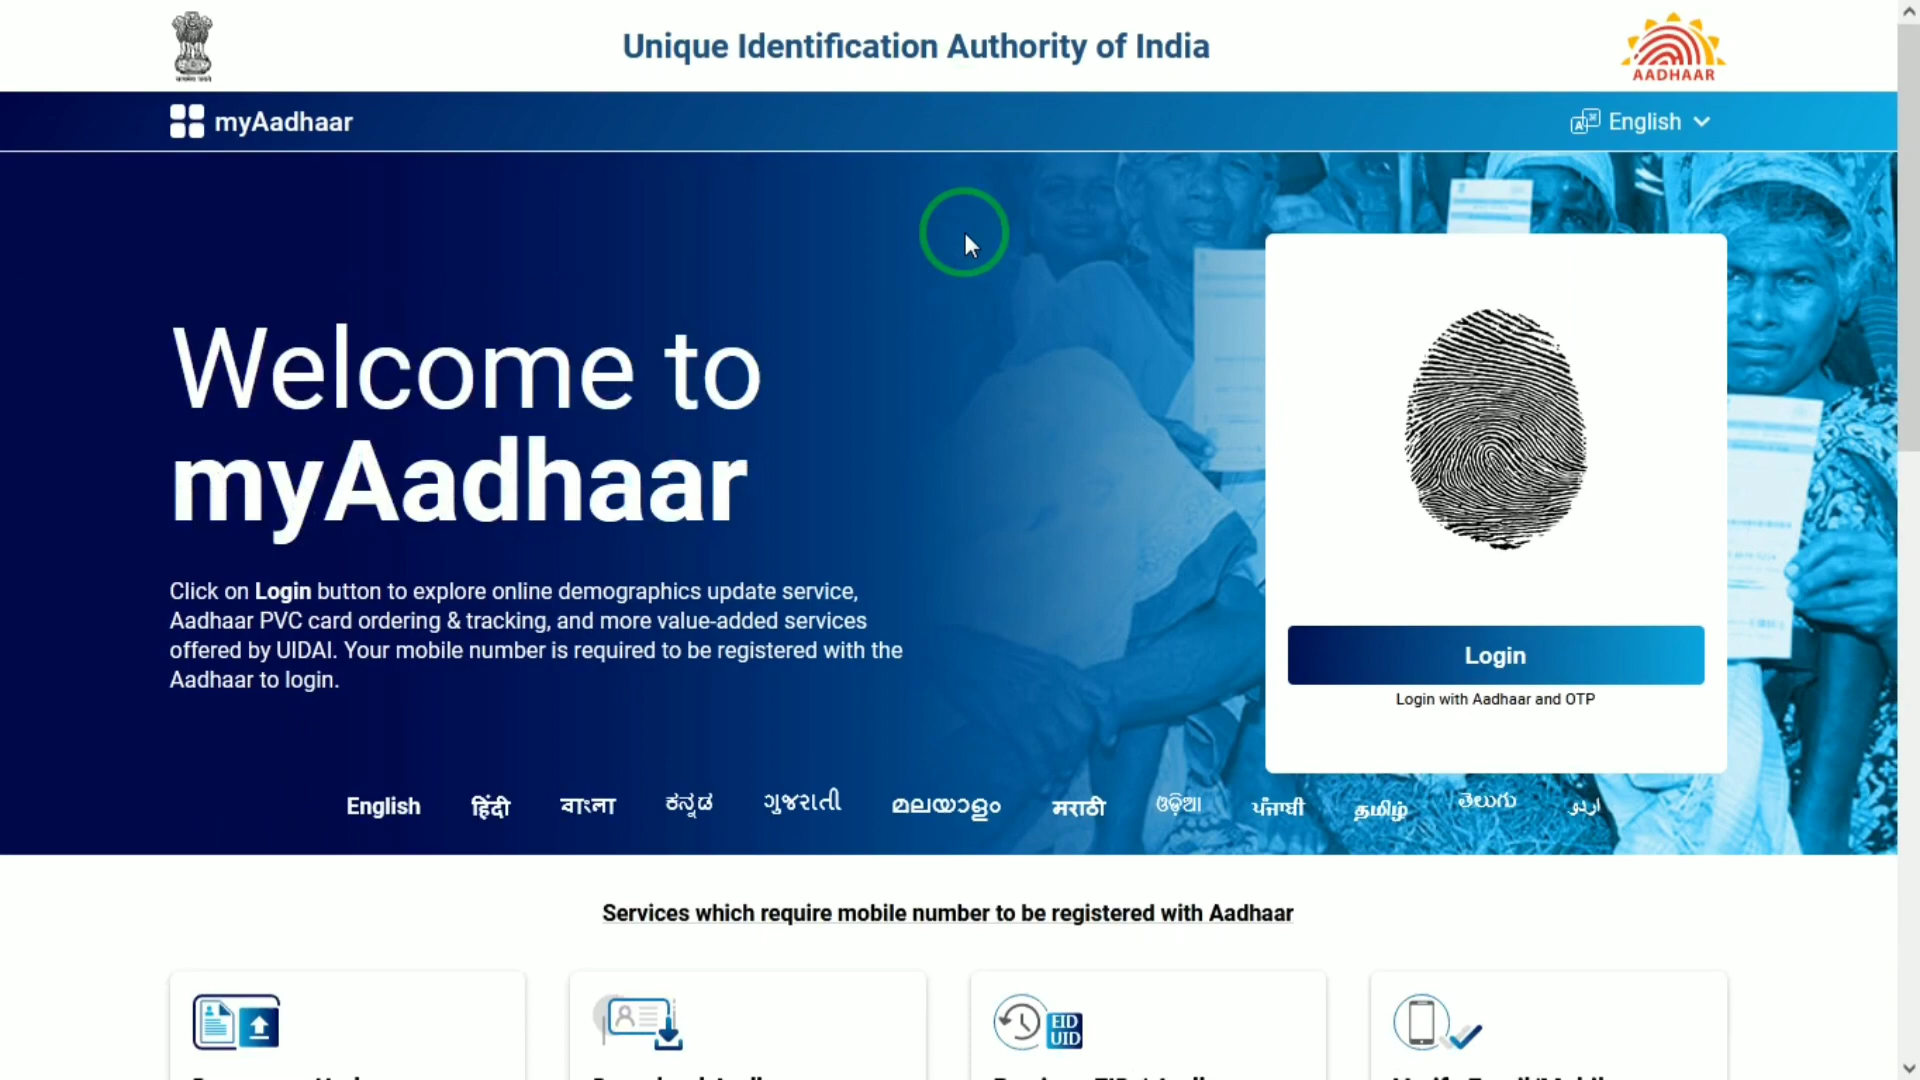 Unique Identification Authority of India
AADHAAR
myAadhaar
English
Welcome to
myAadhaar
Click on Login button to explore online demographics update service,
Aadhaar PVC card ordering & tracking, and more value-added services
offered by UIDAI. Your mobile number is required to be registered with the
Aadhaar to login.
Login
Login with Aadhaar and OTP
English हिंदी বাংলা ಕನ್ನಡ ગુજરાતી മലയാളം मराठी ଓଡ଼ିଆ ਪੰਜਾਬੀ தமிழ் తెలుగు اردو
Services which require mobile number to be registered with Aadhaar
EID
UID